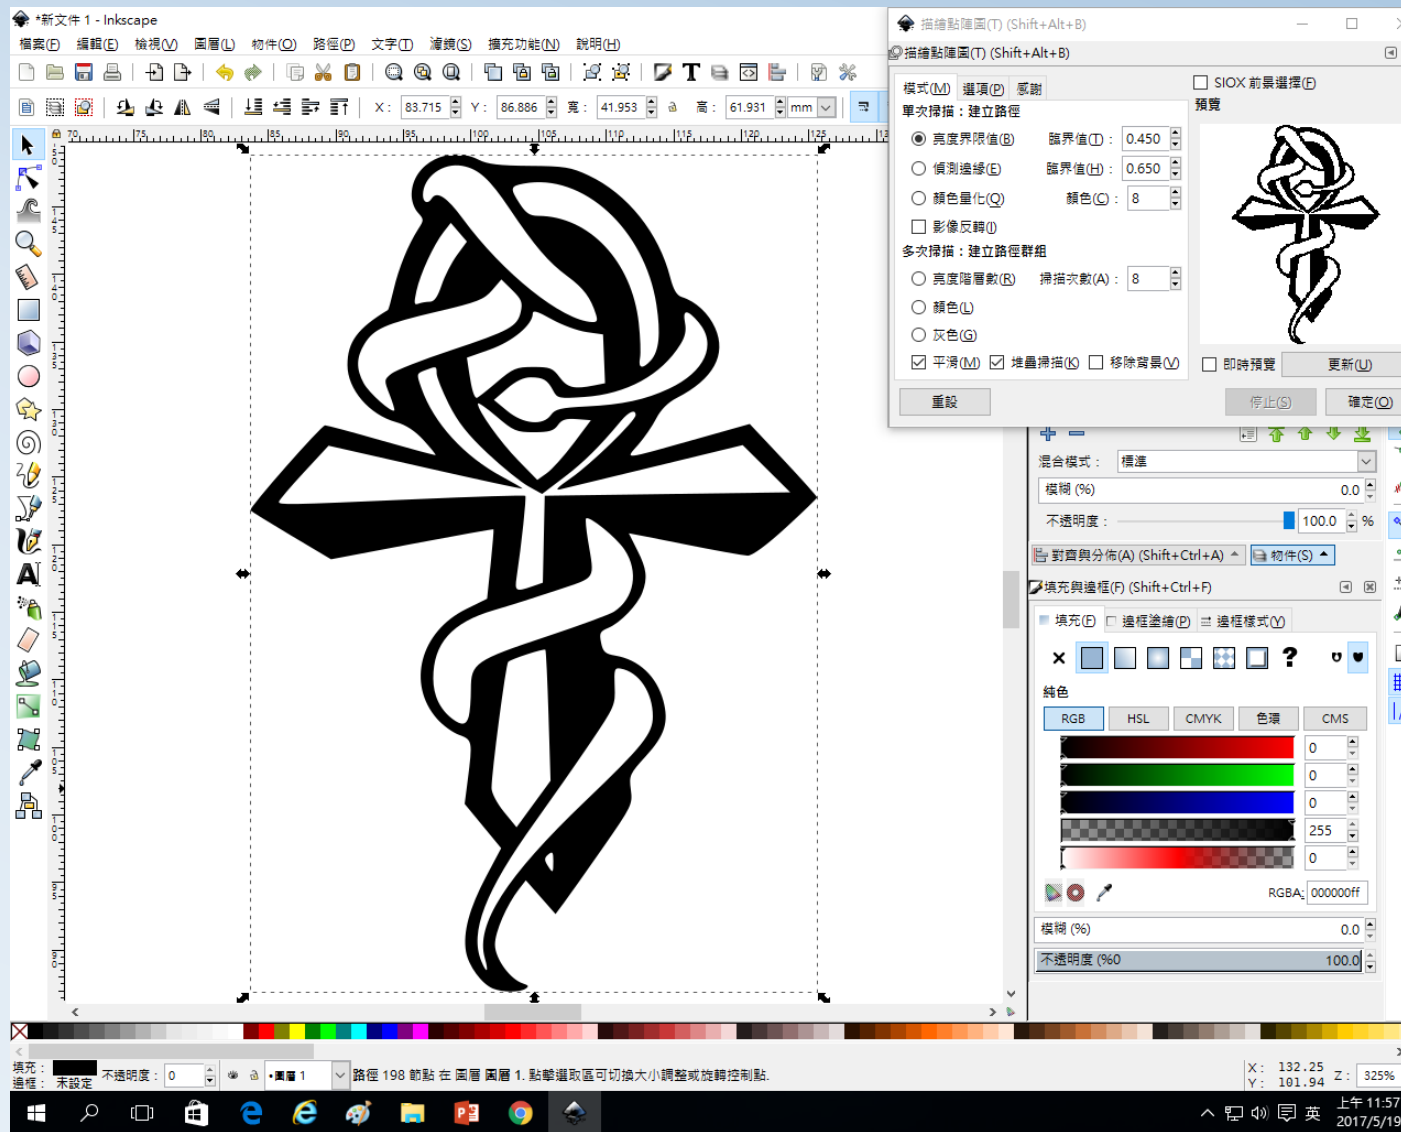 *新文件 1 - Inkscape
檔案(F) 編輯(E) 檢視(V) 圖層(L) 物件(O) 路徑(P) 文字(T) 濾鏡(S) 擴充功能(N) 說明(H)
X: 83.715 Y: 86.886 寬: 41.953 高: 61.931 mm
描繪點陣圖(T) (Shift+Alt+B)
描繪點陣圖(T) (Shift+Alt+B)
模式(M) 選項(P) 感謝
SIOX 前景選擇(F)
預覽
單次掃描：建立路徑
亮度界限值(B) 臨界值(T)： 0.450
偵測邊緣(E) 臨界值(H)： 0.650
顏色量化(Q) 顏色(C)： 8
影像反轉(I)
多次掃描：建立路徑群組
亮度階層數(R) 掃描次數(A)： 8
顏色(L)
灰色(G)
平滑(M) 堆疊掃描(K) 移除背景(V)
即時預覽 更新(U)
重設 停止(S) 確定(O)
混合模式： 標準
模糊 (%) 0.0
不透明度： 100.0 %
對齊與分佈(A) (Shift+Ctrl+A) 物件(S)
填充與邊框(F) (Shift+Ctrl+F)
填充(F) 邊框塗繪(P) 邊框樣式(Y)
純色
RGB HSL CMYK 色環 CMS
0
0
0
255
0
RGBA: 000000ff
模糊 (%) 0.0
不透明度 (%0 100.0
填充： 不透明度： 0 •圖層 1 路徑 198 節點 在 圖層 圖層 1. 點擊選取區可切換大小調整或旋轉控制點.
邊框： 未設定
X: 132.25
Y: 101.94 Z: 325%
英
上午 11:57
2017/5/19